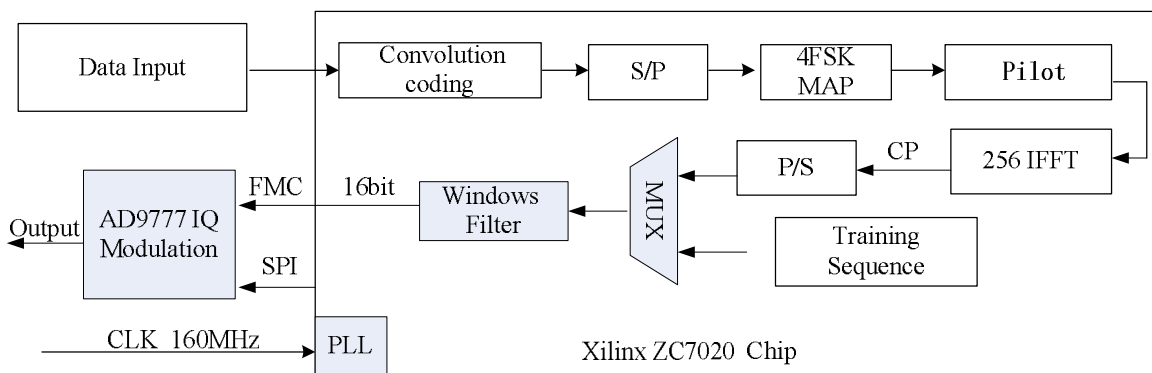 Data Input
Convolution
coding
S/P
4FSK
MAP
Pilot
256 IFFT
CP
P/S
MUX
Training
Sequence
Windows
Filter
16bit
FMC
AD9777 IQ
Modulation
Output
SPI
CLK 160MHz
PLL
Xilinx ZC7020 Chip